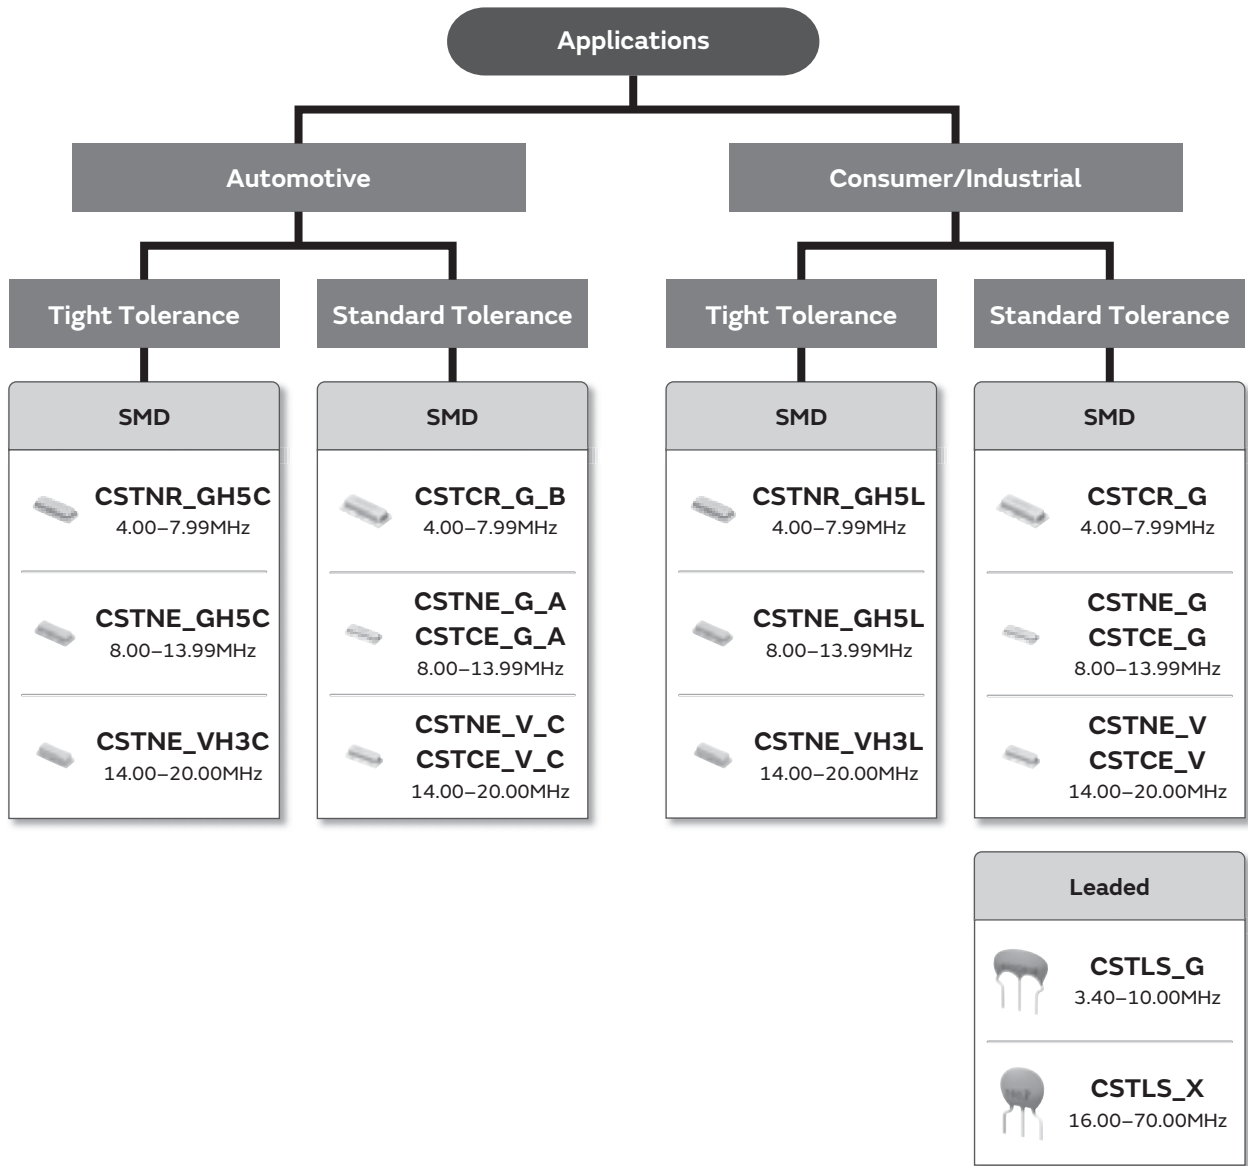 Applications
Automotive
Consumer/Industrial
Tight Tolerance
Standard Tolerance
Tight Tolerance
Standard Tolerance
SMD
CSTNR_GH5C
4.00–7.99MHz
CSTNE_GH5C
8.00–13.99MHz
CSTNE_VH3C
14.00–20.00MHz
SMD
CSTCR_G_B
4.00–7.99MHz
CSTNE_G_A
CSTCE_G_A
8.00–13.99MHz
CSTNE_V_C
CSTCE_V_C
14.00–20.00MHz
SMD
CSTNR_GH5L
4.00–7.99MHz
CSTNE_GH5L
8.00–13.99MHz
CSTNE_VH3L
14.00–20.00MHz
SMD
CSTCR_G
4.00–7.99MHz
CSTNE_G
CSTCE_G
8.00–13.99MHz
CSTNE_V
CSTCE_V
14.00–20.00MHz
Leaded
CSTLS_G
3.40–10.00MHz
CSTLS_X
16.00–70.00MHz